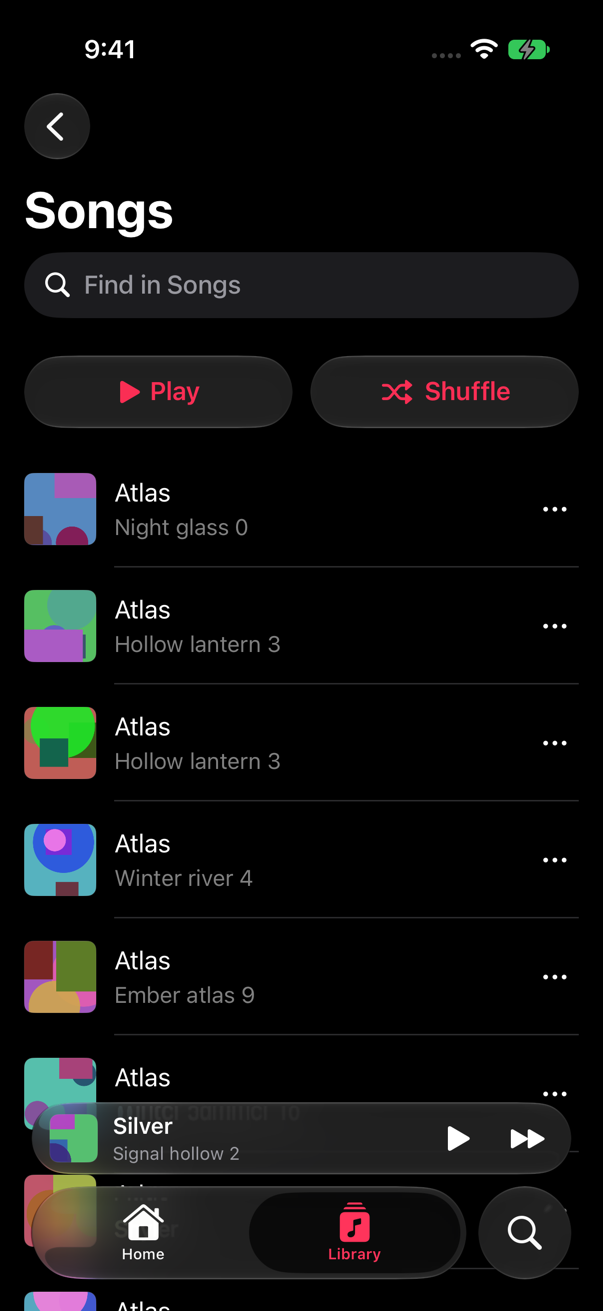 9:41
Songs
Find in Songs
Play
Shuffle
Atlas
Night glass 0
Atlas
Hollow lantern 3
Atlas
Hollow lantern 3
Atlas
Winter river 4
Atlas
Ember atlas 9
Atlas
Silver
Signal hollow 2
Home
Library
Atlas